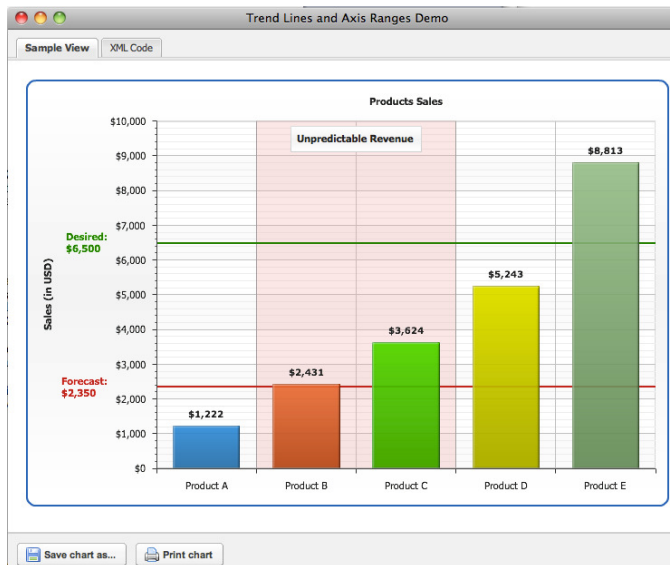 Trend Lines and Axis Ranges Demo
Sample View
XML Code
Products Sales
$10,000
Unpredictable Revenue
$9,000
$8,813
$8,000
$7,000
Desired:
$6,500
$6,000
$5,243
$5,000
Sales (in USD)
$4,000
$3,624
$3,000
Forecast:
$2,350
$2,431
$2,000
$1,222
$1,000
$0
Product A
Product B
Product C
Product D
Product E
Save chart as...
Print chart